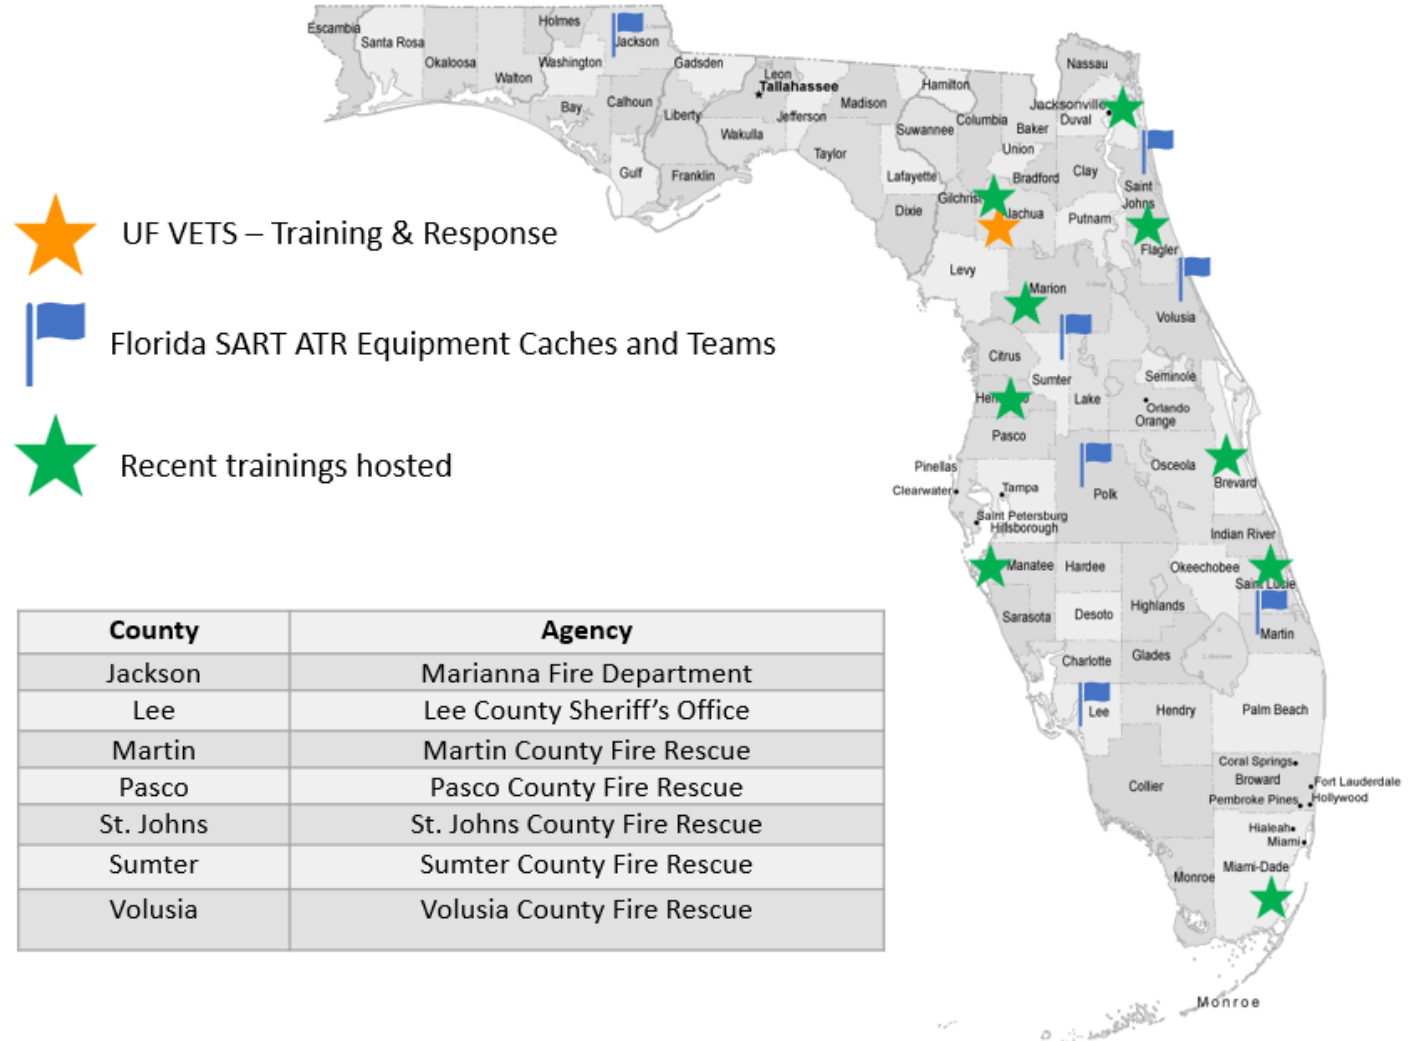 Escambia
Santa Rosa
Okaloosa
Walton
Holmes
Washington
Jackson
Bay
Calhoun
Gulf
Gadsden
Liberty
Franklin
Leon
Tallahassee
Wakulla
Jefferson
Madison
Taylor
Hamilton
Suwannee
Lafayette
Dixie
Columbia
Baker
Union
Bradford
Gilchrist
lachua
Levy
Nassau
Jacksonville
Duval
Clay
Putnam
Saint
Johns
Flagler
Marion
Volusia
Citrus
Sumter
Lake
Seminole
Orlando
Orange
Pasco
Pinellas
Clearwater
Tampa
Saint Petersburg
Hillsborough
Polk
Osceola
Brevard
Indian River
Manatee
Hardee
Okeechobee
Saint Lucie
Sarasota
Desoto
Highlands
Martin
Charlotte
Glades
Lee
Hendry
Palm Beach
Collier
Coral Springs
Broward
Fort Lauderdale
Pembroke Pines
Hollywood
Hialeah
Miami
Miami-Dade
Monroe
Monroe
UF VETS – Training & Response
Florida SART ATR Equipment Caches and Teams
Recent trainings hosted
County Agency
Jackson Marianna Fire Department
Lee Lee County Sheriff’s Office
Martin Martin County Fire Rescue
Pasco Pasco County Fire Rescue
St. Johns St. Johns County Fire Rescue
Sumter Sumter County Fire Rescue
Volusia Volusia County Fire Rescue